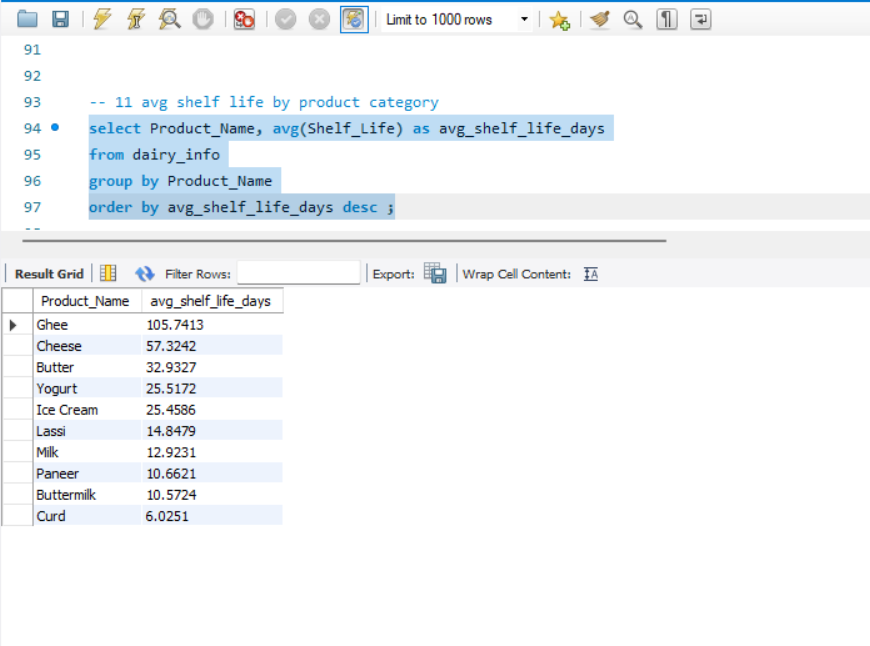 Limit to 1000 rows
91
92
93 -- 11 avg shelf life by product category
94 select Product_Name, avg(Shelf_Life) as avg_shelf_life_days
95 from dairy_info
96 group by Product_Name
97 order by avg_shelf_life_days desc ;
Result Grid Filter Rows: Export: Wrap Cell Content: IA
Product_Name avg_shelf_life_days
Ghee 105.7413
Cheese 57.3242
Butter 32.9327
Yogurt 25.5172
Ice Cream 25.4586
Lassi 14.8479
Milk 12.9231
Paneer 10.6621
Buttermilk 10.5724
Curd 6.0251